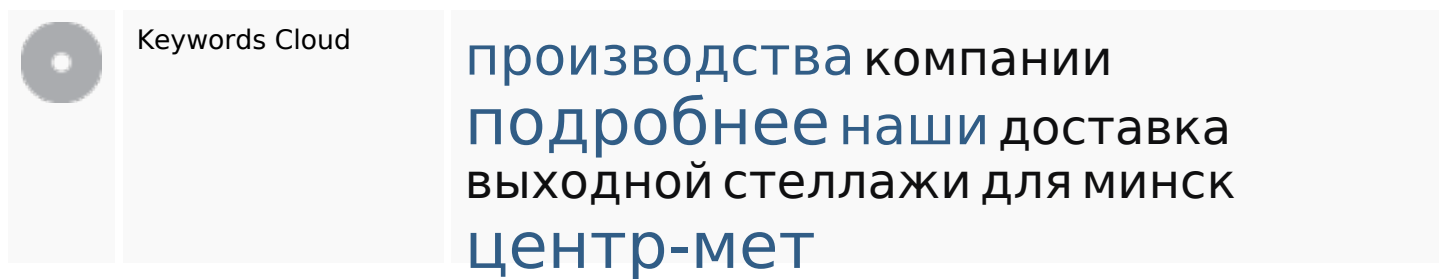 Keywords Cloud
производства компании
подробнее наши доставка
выходной стеллажи для минск
центр-мет